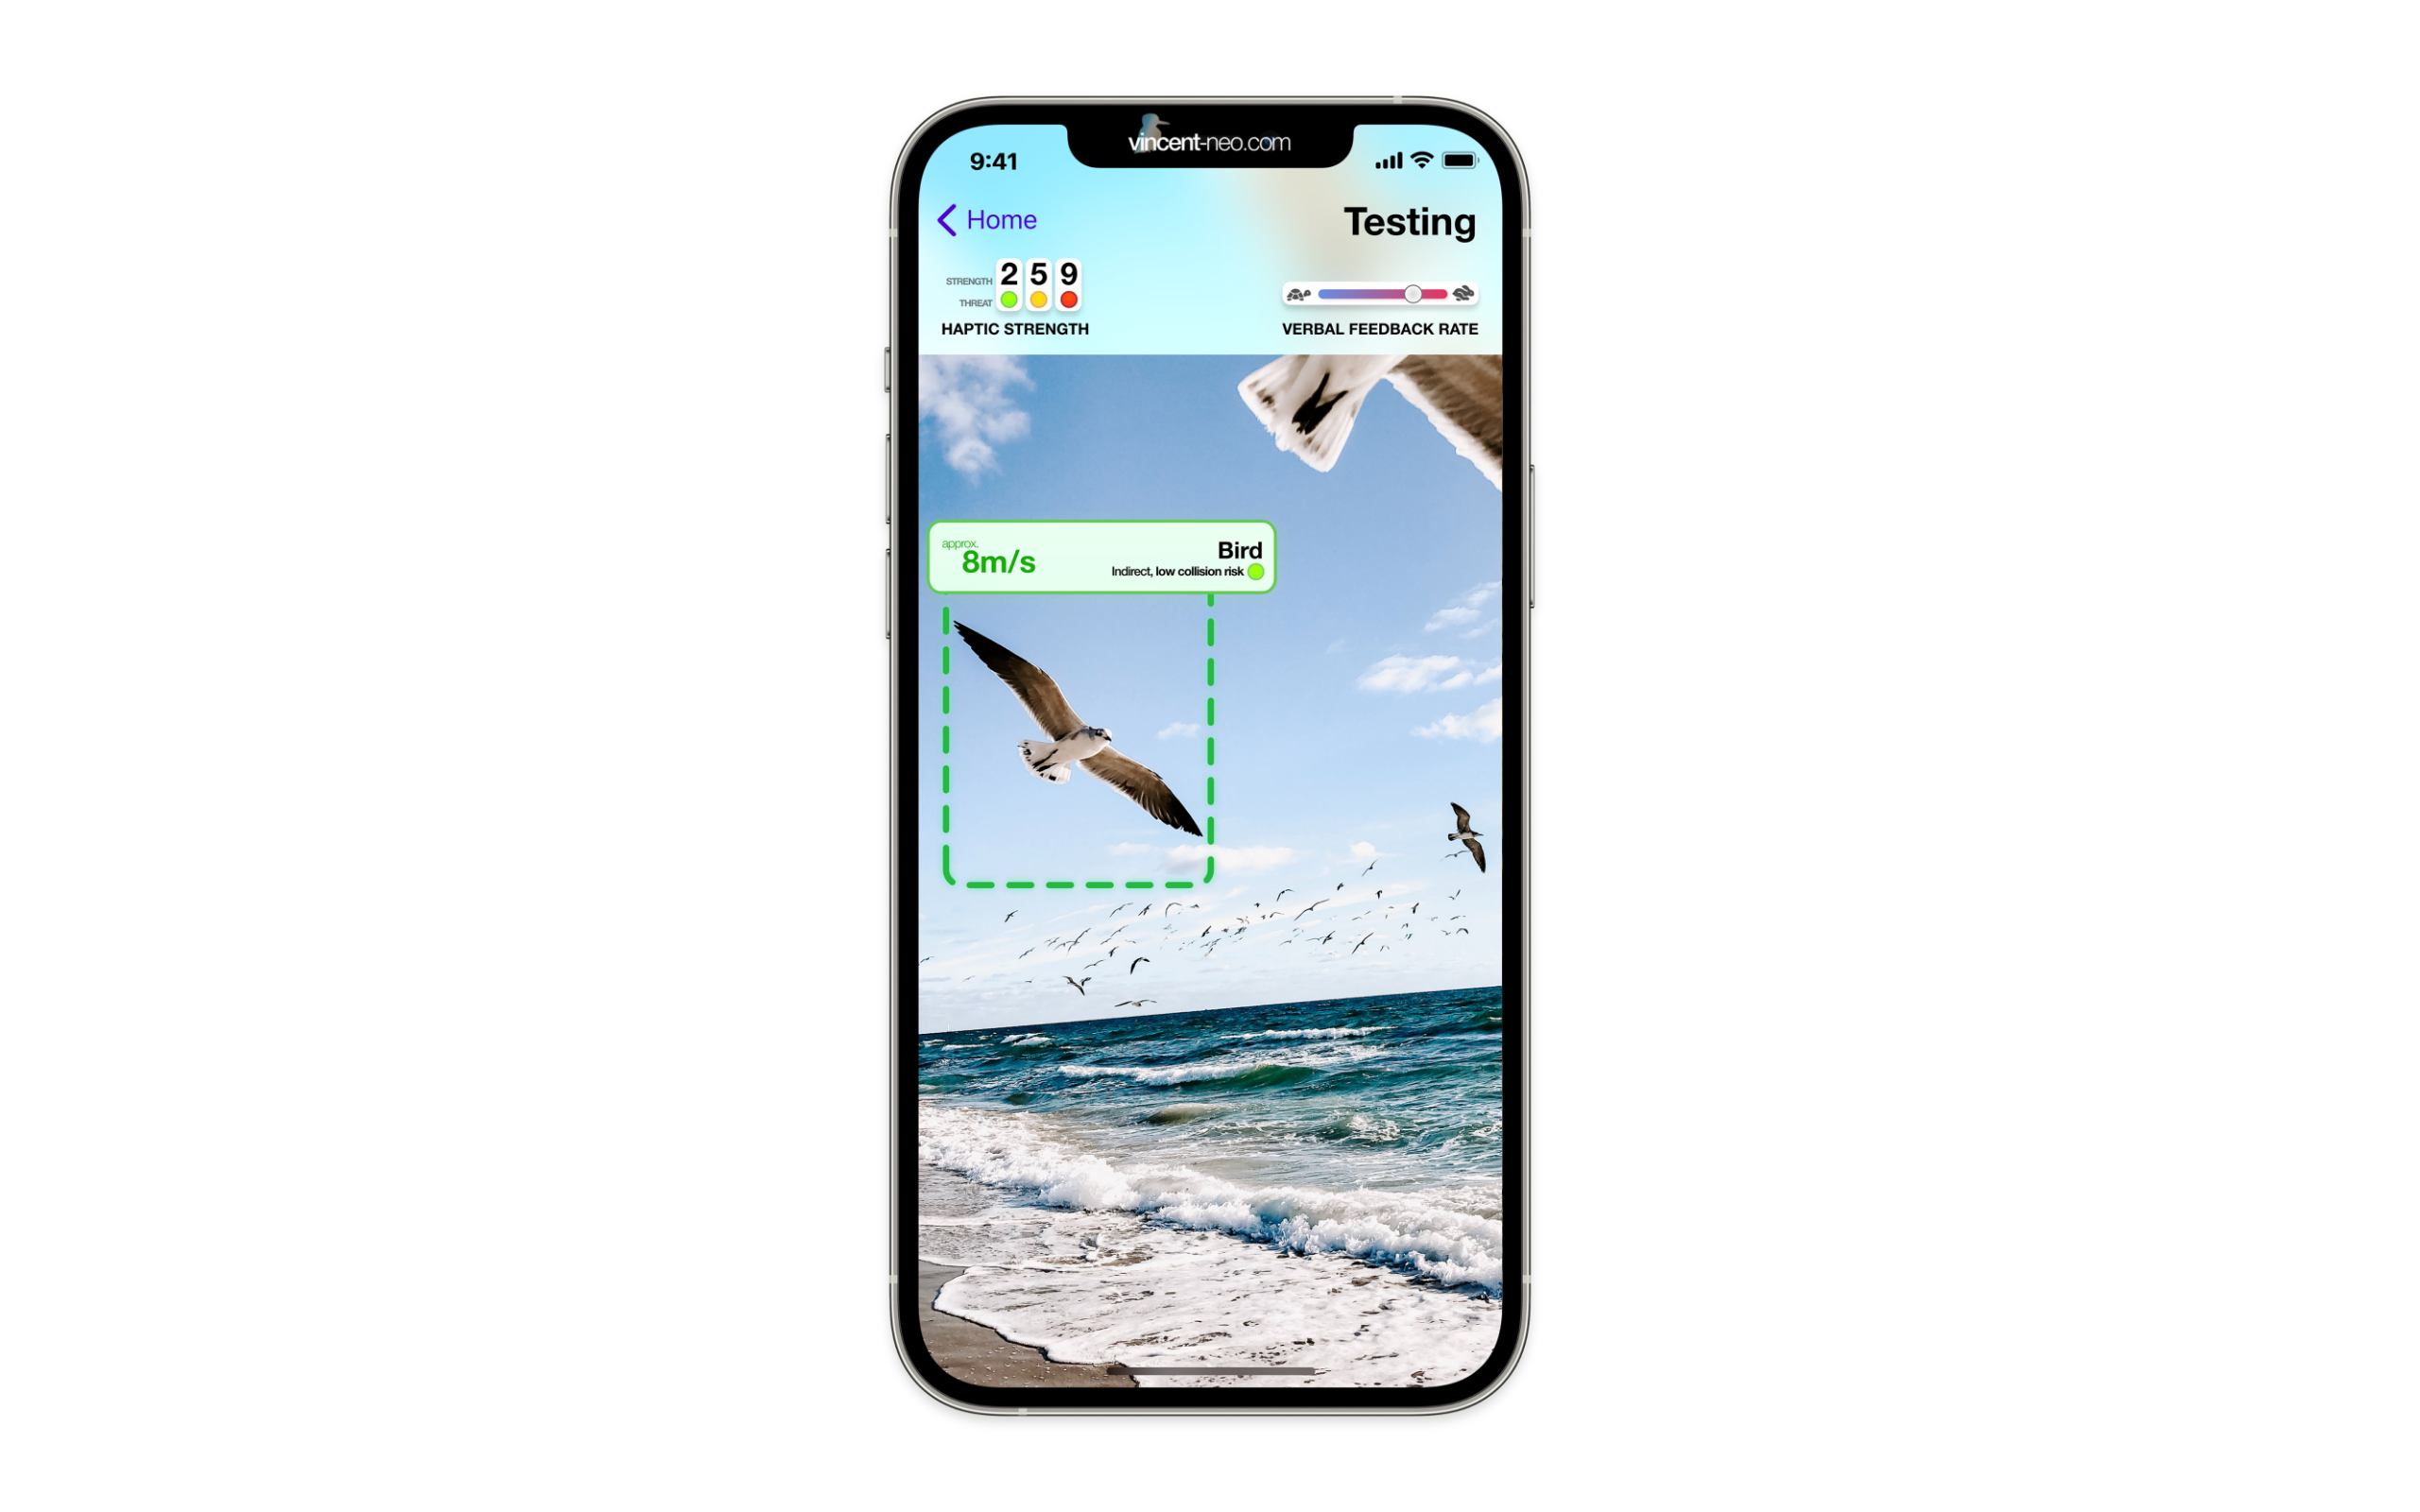 vincent-neo.com
9:41
Home
Testing
STRENGTH 2 5 9
THREAT
HAPTIC STRENGTH
VERBAL FEEDBACK RATE
approx.
8m/s
Bird
Indirect, low collision risk